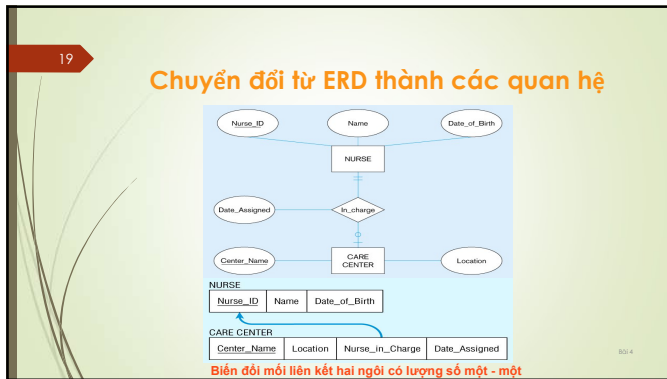 19
Chuyển đổi từ ERD thành các quan hệ
Nurse_ID
Name
Date_of_Birth
NURSE
Date_Assigned
In_charge
Center_Name
CARE
CENTER
Location
NURSE
Nurse_ID Name Date_of_Birth
CARE CENTER
Center_Name Location Nurse_in_Charge Date_Assigned
Biến đổi mối liên kết hai ngôi có lượng số một - một